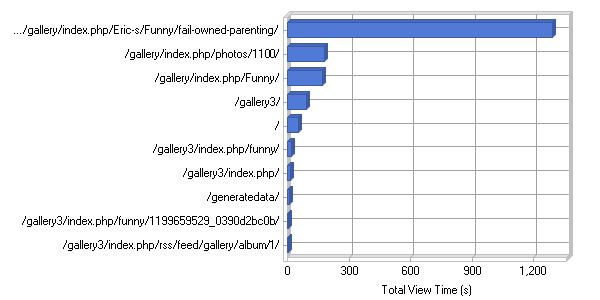 .../gallery/index.php/Eric-s/Funny/fail-owned-parenting/
/gallery/index.php/photos/1100/
/gallery/index.php/Funny/
/gallery3/
/
/gallery3/index.php/funny/
/gallery3/index.php/
/generatedata/
/gallery3/index.php/funny/1199659529_0390d2bc0b/
/gallery3/index.php/rss/feed/gallery/album/1/
0 300 600 900 1,200
Total View Time (s)